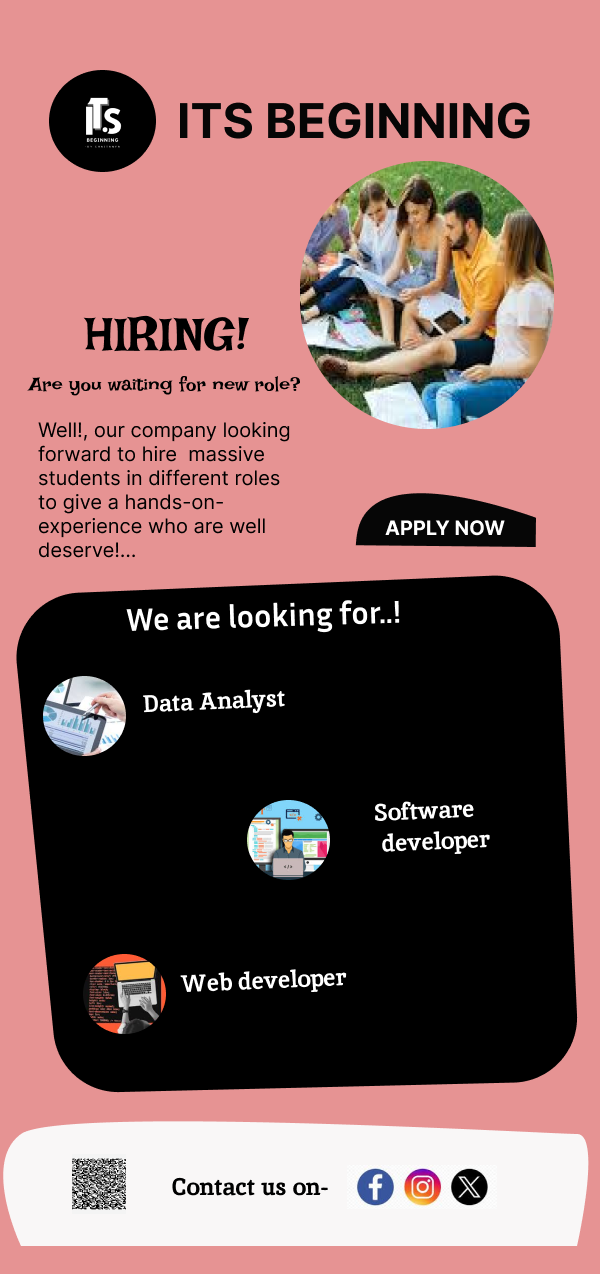 ITS
BEGINNING
ITS BEGINNING
HIRING!
Are you waiting for new role?
Well!, our company looking
forward to hire  massive
students in different roles
to give a hands-on-
experience who are well
deserve!...
APPLY NOW
We are looking for..!
Data Analyst
Software
developer
</>
Web developer
Contact us on-